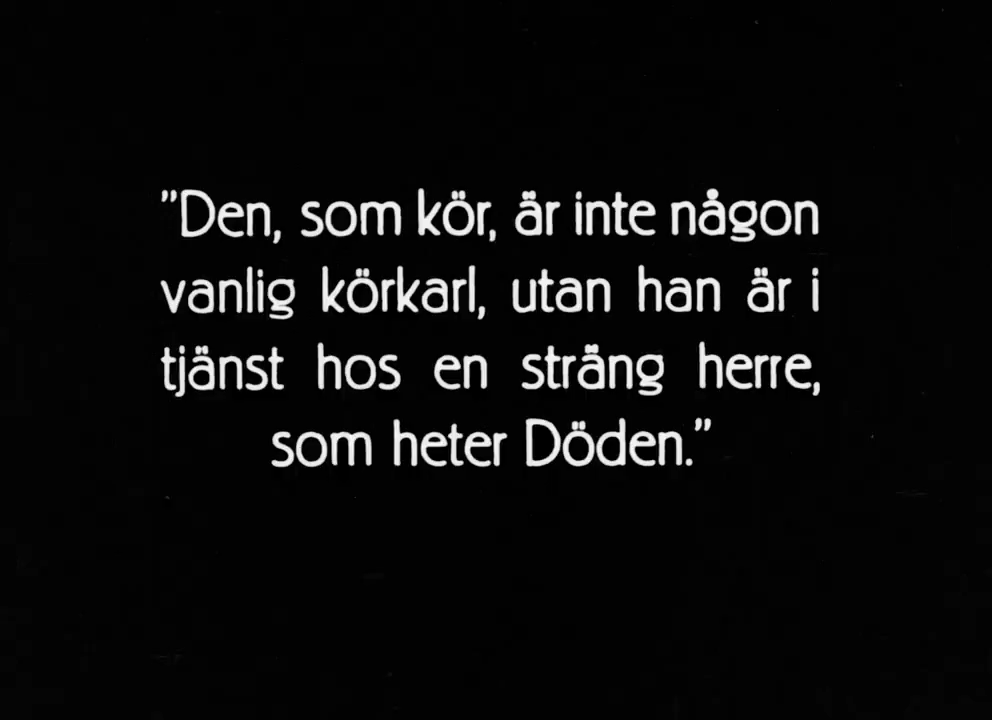 "Den, som kör, är inte någon
vanlig körkarl, utan han är i
tjänst hos en sträng herre,
som heter Döden."